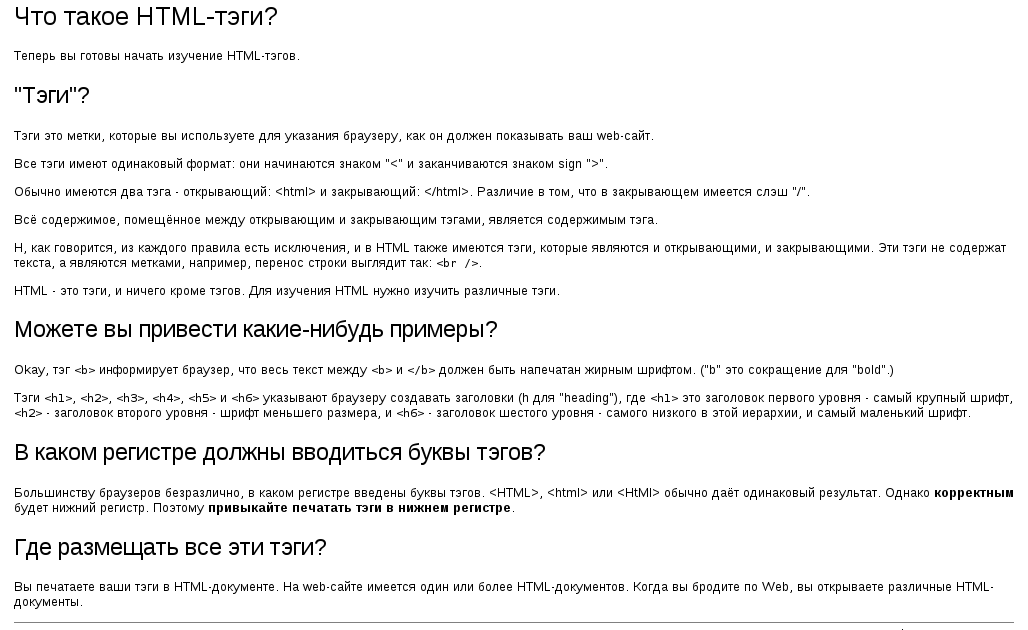 Что такое HTML-тэги?
Теперь вы готовы начать изучение HTML-тэгов.
"Тэги"?
Тэги это метки, которые вы используете для указания браузеру, как он должен показывать ваш web-сайт.
Все тэги имеют одинаковый формат: они начинаются знаком "<" и заканчиваются знаком sign ">".
Обычно имеются два тэга - открывающий: <html> и закрывающий: </html>. Различие в том, что в закрывающем имеется слэш "/".
Всё содержимое, помещённое между открывающим и закрывающим тэгами, является содержимым тэга.
Н, как говорится, из каждого правила есть исключения, и в HTML также имеются тэги, которые являются и открывающими, и закрывающими. Эти тэги не содержат
текста, а являются метками, например, перенос строки выглядит так: <br />.
HTML - это тэги, и ничего кроме тэгов. Для изучения HTML нужно изучить различные тэги.
Можете вы привести какие-нибудь примеры?
Okay, тэг <b> информирует браузер, что весь текст между <b> и </b> должен быть напечатан жирным шрифтом. ("b" это сокращение для "bold".)
Тэги <h1>, <h2>, <h3>, <h4>, <h5> и <h6> указывают браузеру создавать заголовки (h для "heading"), где <h1> это заголовок первого уровня - самый крупный шрифт,
<h2> - заголовок второго уровня - шрифт меньшего размера, и <h6> - заголовок шестого уровня - самого низкого в этой иерархии, и самый маленький шрифт.
В каком регистре должны вводиться буквы тэгов?
Большинству браузеров безразлично, в каком регистре введены буквы тэгов. <HTML>, <html> или <HtMl> обычно даёт одинаковый результат. Однако корректным
будет нижний регистр. Поэтому привыкайте печатать тэги в нижнем регистре.
Где размещать все эти тэги?
Вы печатаете ваши тэги в HTML-документе. На web-сайте имеется один или более HTML-документов. Когда вы бродите по Web, вы открываете различные HTML-
документы.